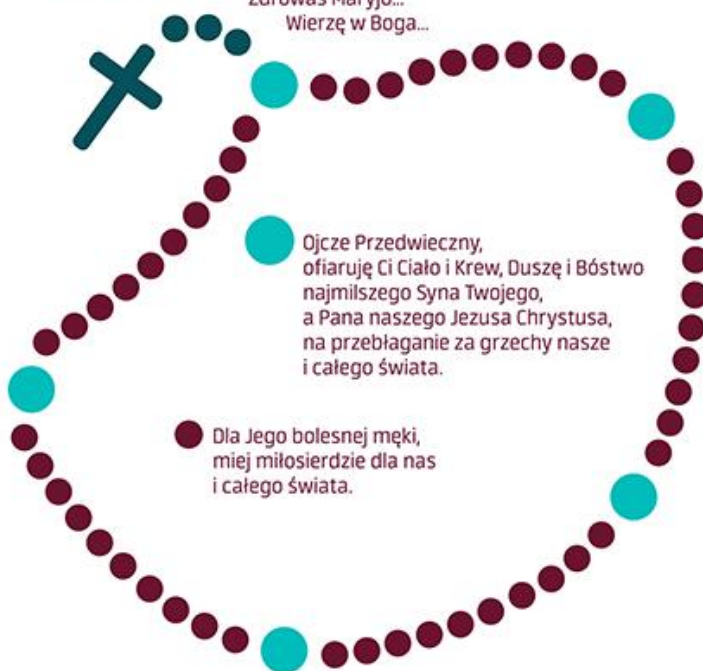 Zdrowaś Maryjo...
Wierzę w Boga...
Ojcze Przedwieczny,
ofiaruję Ci Ciało i Krew, Duszę i Bóstwo
najmilszego Syna Twojego,
a Pana naszego Jezusa Chrystusa,
na przebłaganie za grzechy nasze
i całego świata.
Dla Jego bolesnej męki,
miej miłosierdzie dla nas
i całego świata.